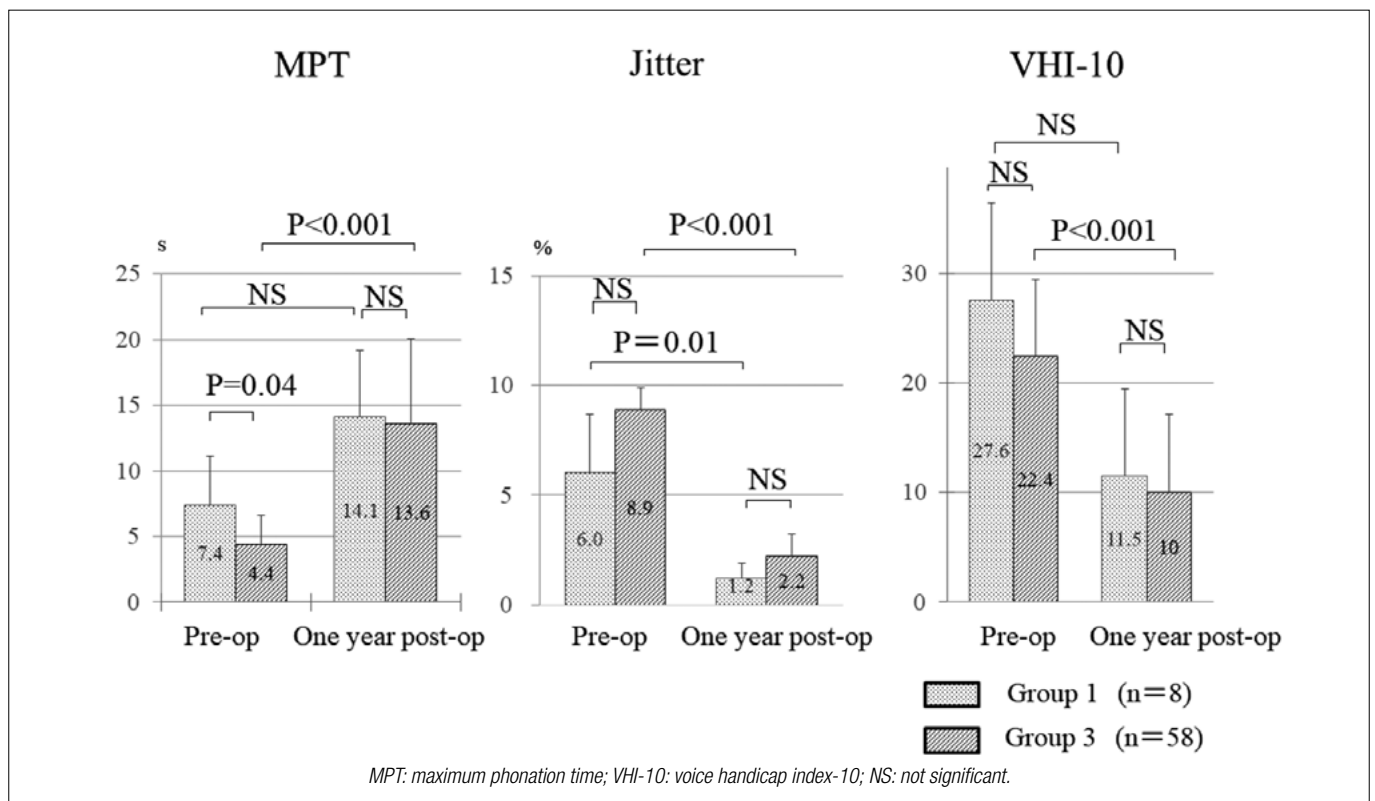 MPT
Jitter
VHI-10
s
P<0.001
25
NS
NS
20
P=0.04
15
10
5
0
7.4
4.4
14.1
13.6
Pre-op
One year post-op
%
P<0.001
15
NS
P=0.01
10
NS
5
0
6.0
8.9
1.2
2.2
Pre-op
One year post-op
NS
NS
P<0.001
30
NS
20
10
0
27.6
22.4
11.5
10
Pre-op
One year post-op
Group 1 (n=8)
Group 3 (n=58)
MPT: maximum phonation time; VHI-10: voice handicap index-10; NS: not significant.